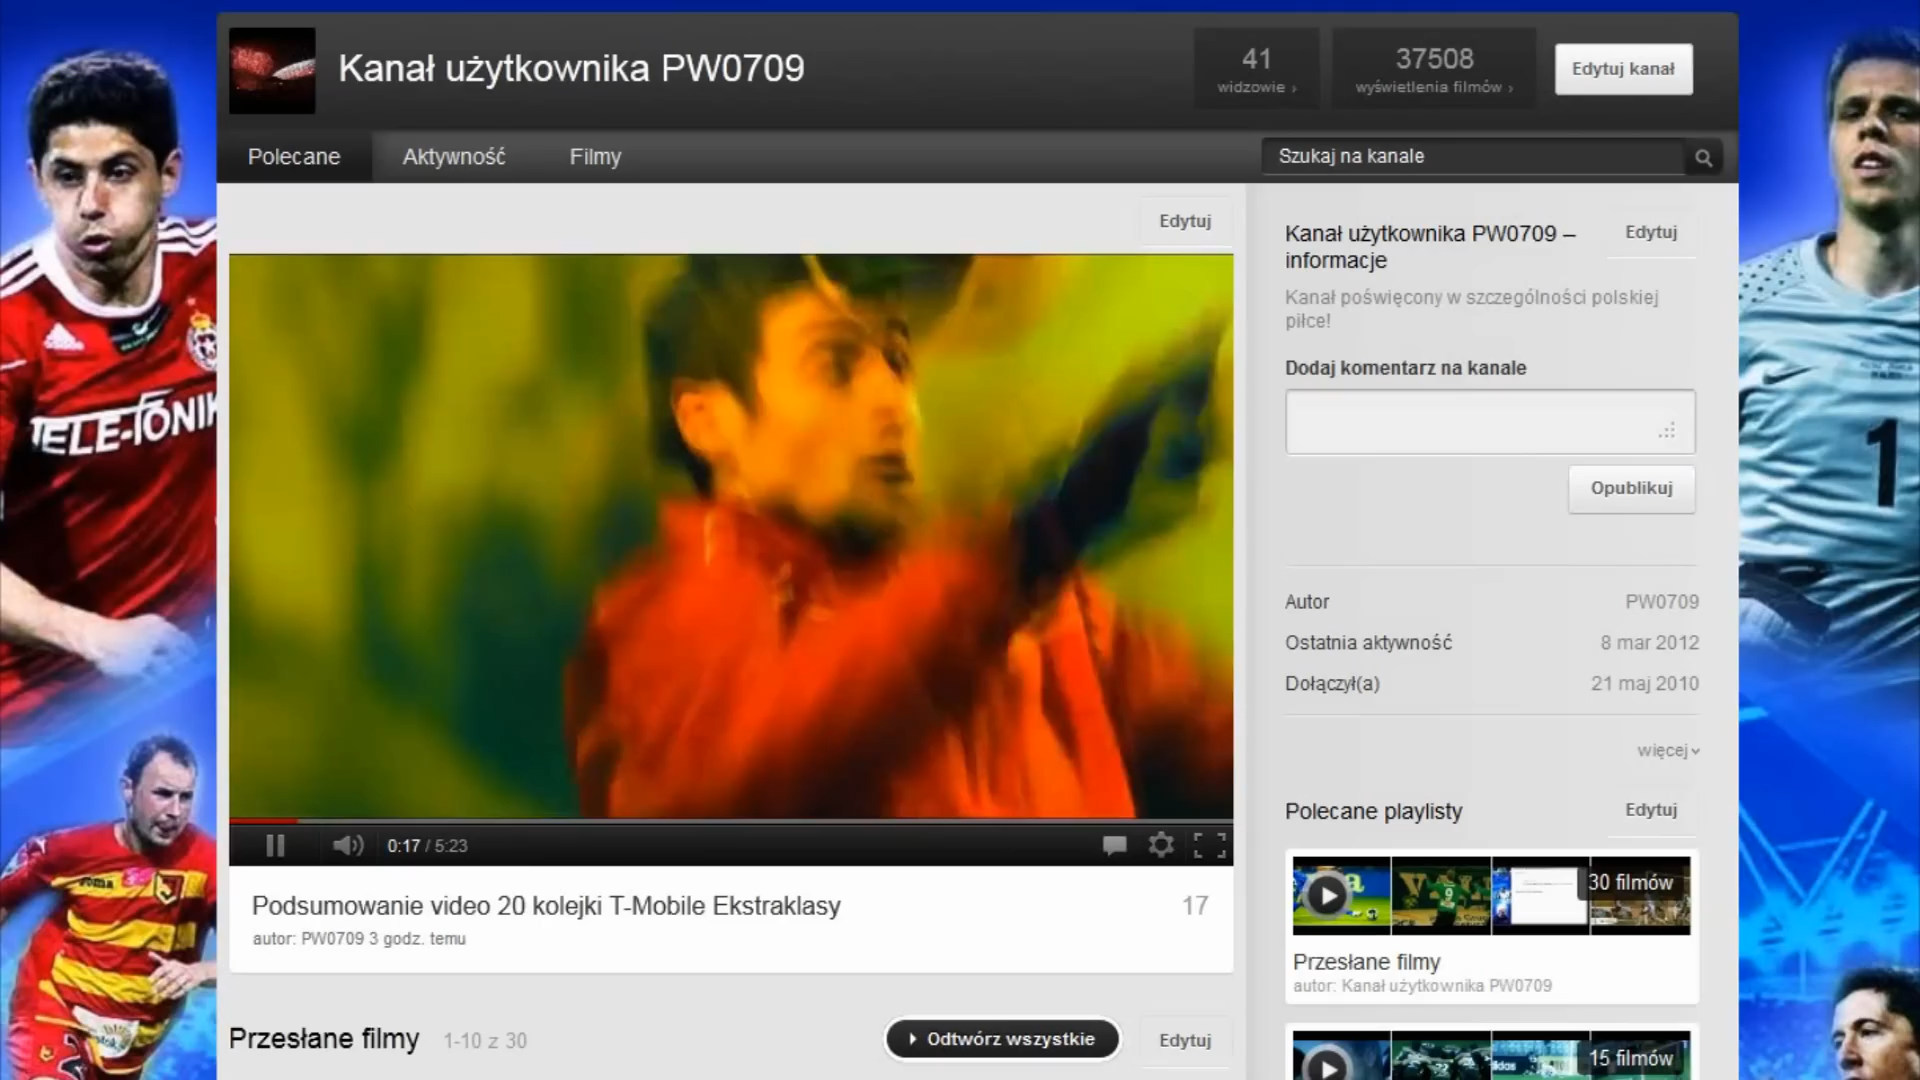 Kanał użytkownika PW0709
41
widzowie ›
37508
wyświetlenia filmów ›
Edytuj kanał
Polecane
Aktywność
Filmy
Szukaj na kanale
Edytuj
Kanał użytkownika PW0709 –
informacje
Edytuj
Kanał poświęcony w szczególności polskiej
piłce!
Dodaj komentarz na kanale
Opublikuj
Autor
PW0709
Ostatnia aktywność
8 mar 2012
Dołączył(a)
21 maj 2010
więcej
Polecane playlisty
Edytuj
30 filmów
Przesłane filmy
autor: Kanał użytkownika PW0709
15 filmów
0:17 / 5:23
Podsumowanie video 20 kolejki T-Mobile Ekstraklasy
17
autor: PW0709 3 godz. temu
Przesłane filmy
1-10 z 30
Odtwórz wszystkie
Edytuj
TELE-FONIK
1